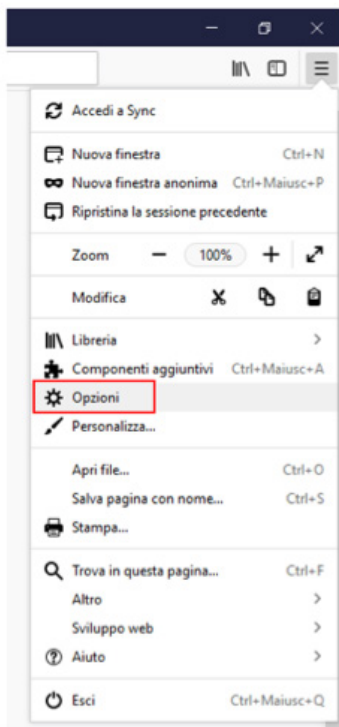 Accedi a Sync
Nuova finestra Ctrl+N
Nuova finestra anonima Ctrl+Maiusc+P
Ripristina la sessione precedente
Zoom 100%
Modifica
Libreria
Componenti aggiuntivi Ctrl+Maiusc+A
Opzioni
Personalizza...
Apri file... Ctrl+O
Salva pagina con nome... Ctrl+S
Stampa...
Trova in questa pagina... Ctrl+F
Altro
Sviluppo web
Aiuto
Esci Ctrl+Maiusc+Q